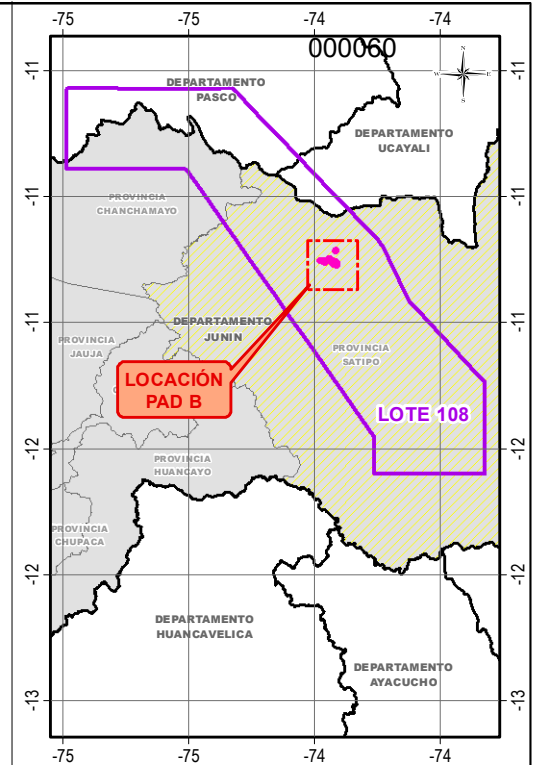 -75
-75
-74
-74
000060
N
W
E
S
-11
-11
DEPARTAMENTO
PASCO
DEPARTAMENTO
UCAYALI
-11
-11
PROVINCIA
CHANCHAMAYO
-11
-11
DEPARTAMENTO
JUNIN
PROVINCIA
JAUJA
PROVINCIA
SATIPO
LOCACIÓN
PAD B
LOTE 108
-12
-12
PROVINCIA
HUANCAYO
PROVINCIA
CHUPACA
-12
-12
DEPARTAMENTO
HUANCAVELICA
DEPARTAMENTO
AYACUCHO
-13
-13
-75
-75
-74
-74